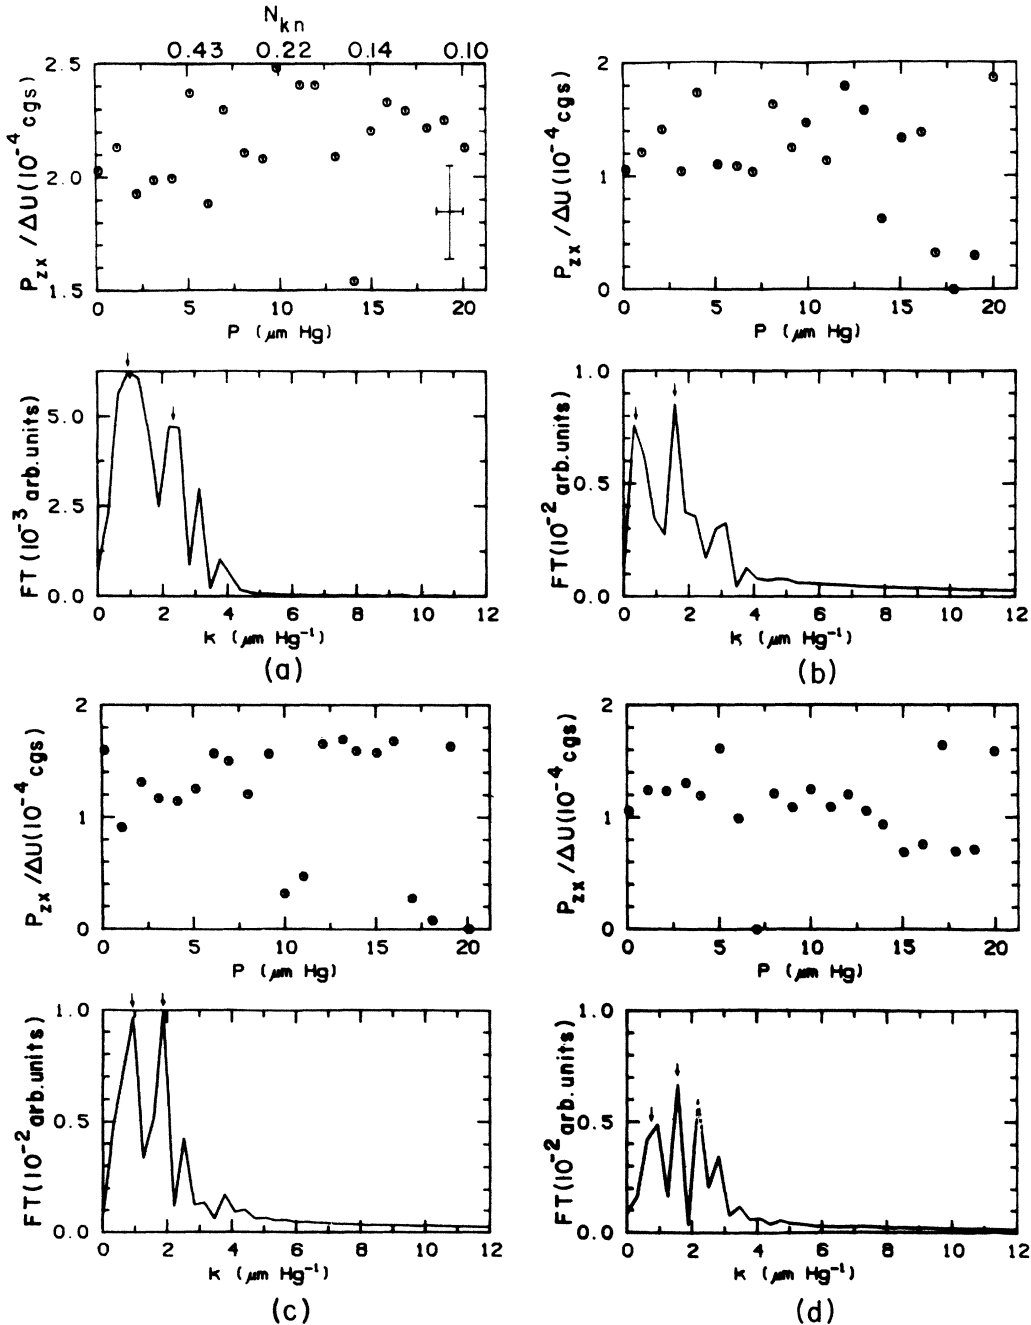 N_kn
0.43 0.22 0.14 0.10
2.5
2.0
1.5
P_zx /ΔU(10⁻⁴ cgs)
0 5 10 15 20
P (μm Hg)
2
1
0
P_zx /ΔU(10⁻⁴ cgs)
0 5 10 15 20
P (μm Hg)
5.0
2.5
0.0
FT (10⁻³ arb.units)
0 2 4 6 8 10 12
k (μm Hg⁻¹)
(a)
1.0
0.5
0.0
FT(10⁻² arb.units)
0 2 4 6 8 10 12
k (μm Hg⁻¹)
(b)
2
1
0
P_zx /ΔU(10⁻⁴ cgs)
0 5 10 15 20
P (μm Hg)
2
1
0
P_zx /ΔU(10⁻⁴ cgs)
0 5 10 15 20
P (μm Hg)
1.0
0.5
0.0
FT(10⁻² arb.units)
0 2 4 6 8 10 12
k (μm Hg⁻¹)
(c)
1.0
0.5
0.0
FT(10⁻² arb.units)
0 2 4 6 8 10 12
k (μm Hg⁻¹)
(d)